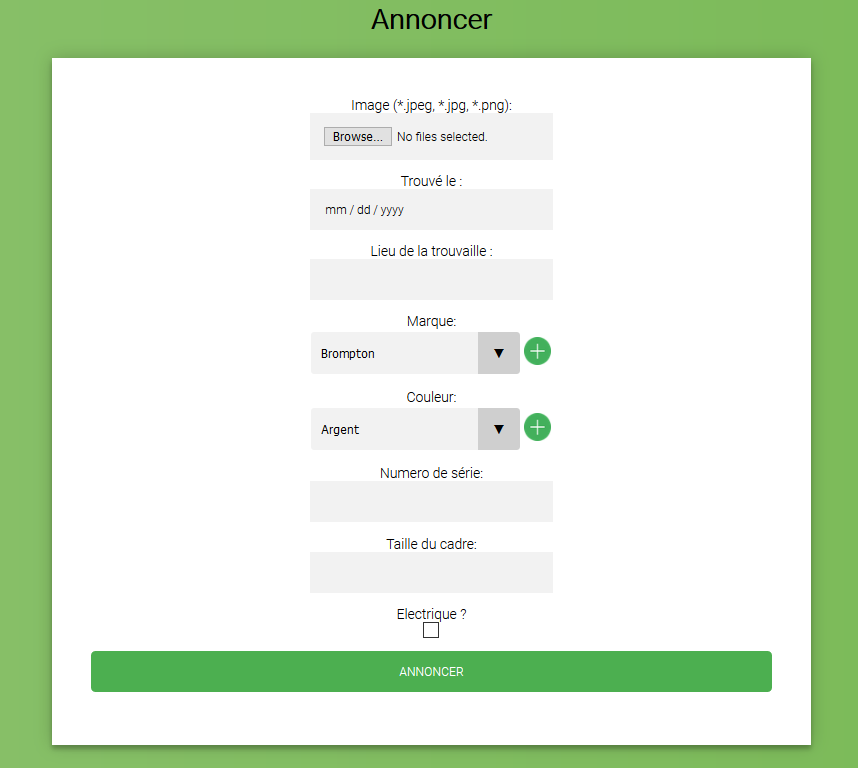 Annoncer
Image (*.jpeg, *.jpg, *.png):
Browse... No files selected.
Trouvé le :
mm / dd / yyyy
Lieu de la trouvaille :
Marque:
Brompton ▼
Couleur:
Argent ▼
Numero de série:
Taille du cadre:
Electrique ?
ANNONCER